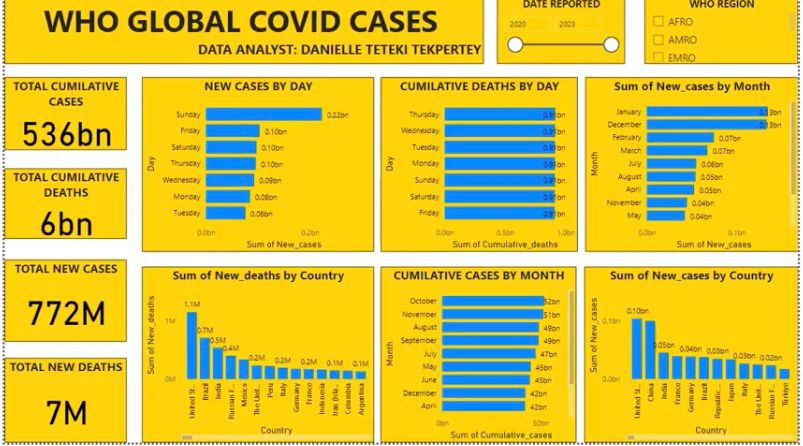 WHO GLOBAL COVID CASES
DATA ANALYST: DANIELLE TETEKI TEKPERTEY
DATE REPORTED
2020 2023
WHO REGION
AFRO
AMRO
EMRO
TOTAL CUMILATIVE
CASES
536bn
TOTAL CUMILATIVE
DEATHS
6bn
TOTAL NEW CASES
772M
TOTAL NEW DEATHS
7M
NEW CASES BY DAY
Day
Sunday 0.22bn
Friday 0.10bn
Saturday 0.10bn
Thursday 0.10bn
Wednesday 0.09bn
Monday 0.08bn
Tuesday 0.08bn
0.0bn 0.2bn
Sum of New_cases
CUMILATIVE DEATHS BY DAY
Day
Thursday 0.91bn
Wednesday 0.91bn
Tuesday 0.91bn
Monday 0.91bn
Sunday 0.91bn
Saturday 0.91bn
Friday 0.91bn
0.0bn 0.5bn 1.0bn
Sum of Cumulative_deaths
Sum of New_cases by Month
Month
January 0.13bn
December 0.13bn
February 0.07bn
March 0.07bn
July 0.06bn
August 0.05bn
April 0.05bn
November 0.04bn
May 0.04bn
0.0bn 0.1bn
Sum of New_cases
Sum of New_deaths by Country
Sum of New_deaths
1M
0M
1.1M
0.7M
0.5M
0.4M
0.2M
0.2M
0.2M
0.1M
0.1M
United St...
Brazil
India
Russian F...
Mexico
The Unit...
Peru
Italy
Germany
France
Indonesia
Iran (Isla...
Colombia
Argentina
Country
CUMILATIVE CASES BY MONTH
Month
October 52bn
November 51bn
August 49bn
September 49bn
July 47bn
May 45bn
June 45bn
December 42bn
April 42bn
0bn 50bn
Sum of Cumulative_cases
Sum of New_cases by Country
Sum of New_cases
0.1bn
0.0bn
0.10bn
0.05bn
0.04bn
0.03bn
0.03bn
0.02bn
United St...
China
India
France
Germany
Brazil
Republic ...
Japan
Italy
The Unit...
Russian F...
Türkiye
Country